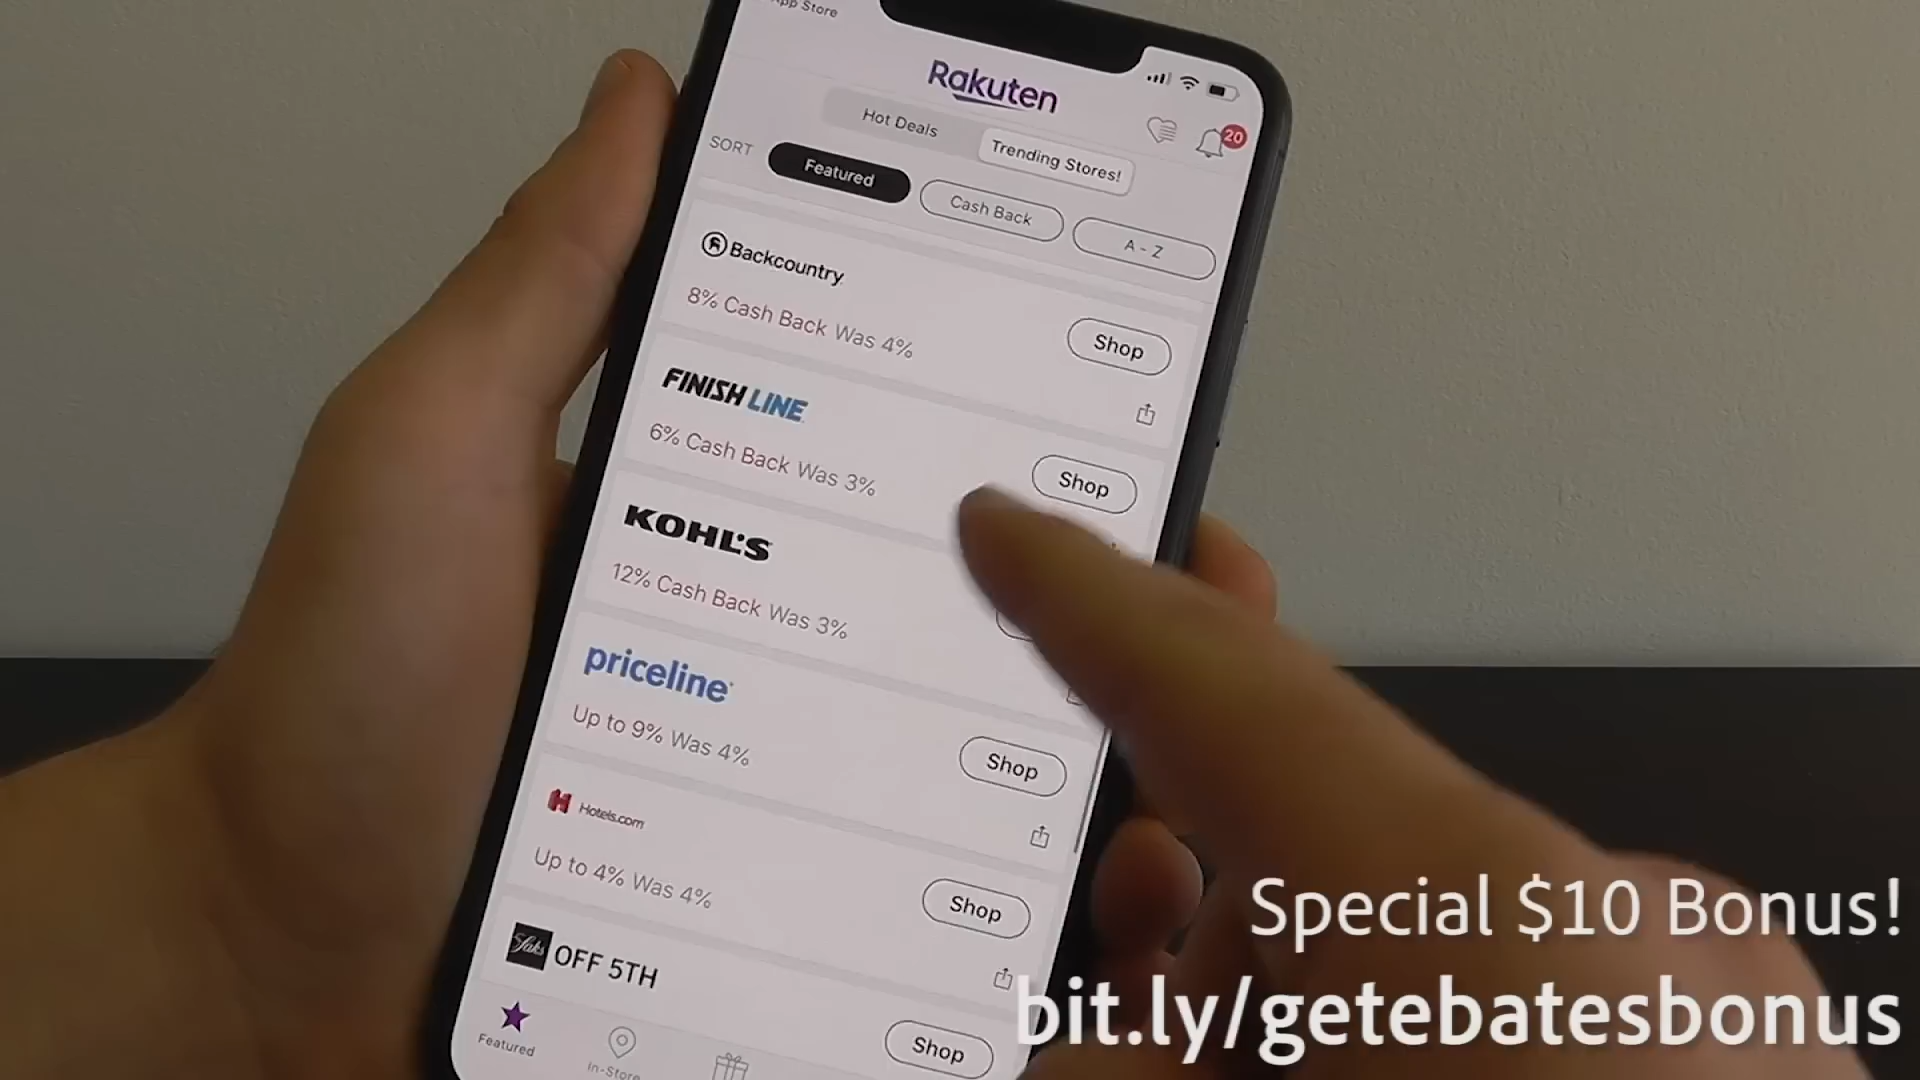 App Store
Rakuten
20
Hot Deals
Trending Stores!
SORT
Featured
Cash Back
A - Z
Backcountry
8% Cash Back Was 4%
Shop
FINISH LINE
6% Cash Back Was 3%
Shop
KOHL'S
12% Cash Back Was 3%
priceline
Up to 9% Was 4%
Shop
Hotels.com
Up to 4% Was 4%
Shop
Saks OFF 5TH
Shop
Featured
In-Store
Special $10 Bonus!
bit.ly/getebatesbonus